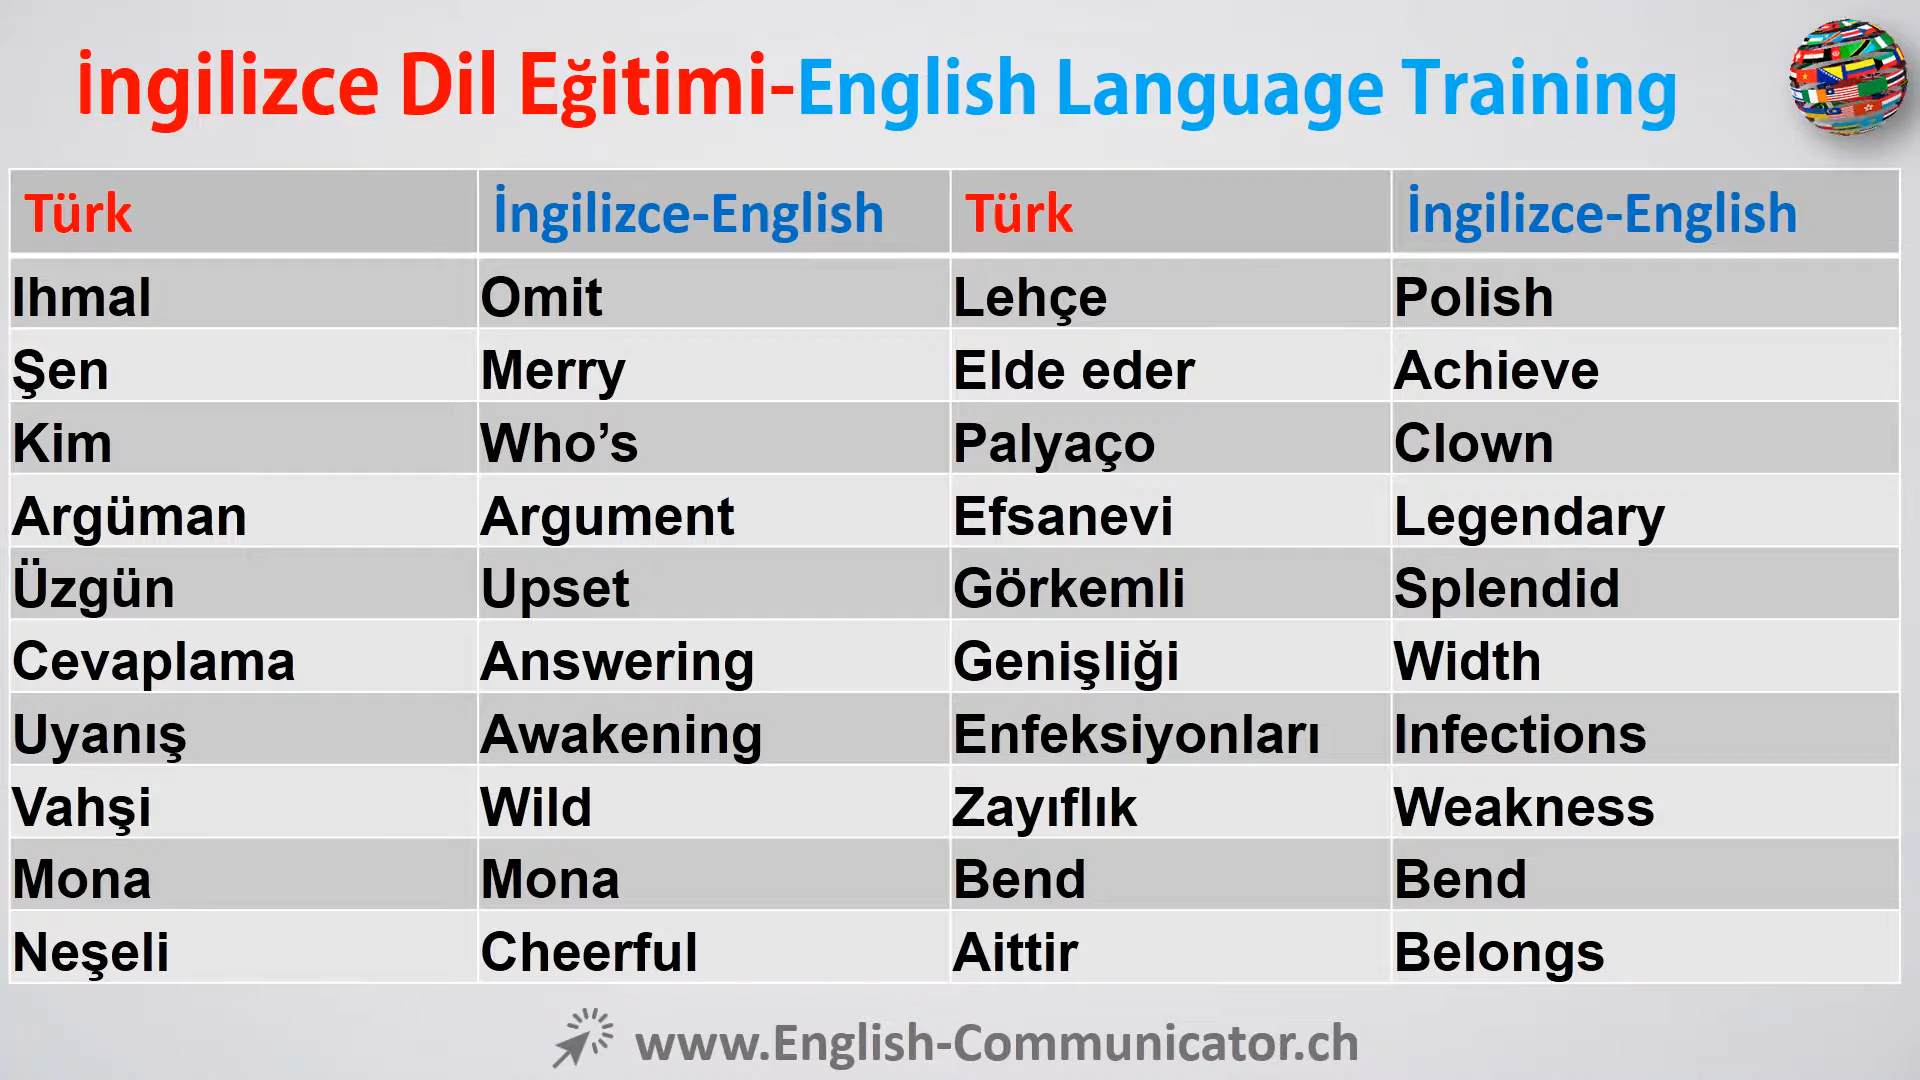 İngilizce Dil Eğitimi-English Language Training
Türk İngilizce-English Türk İngilizce-English
Ihmal Omit Lehçe Polish
Şen Merry Elde eder Achieve
Kim Who’s Palyaço Clown
Argüman Argument Efsanevi Legendary
Üzgün Upset Görkemli Splendid
Cevaplama Answering Genişliği Width
Uyanış Awakening Enfeksiyonları Infections
Vahşi Wild Zayıflık Weakness
Mona Mona Bend Bend
Neşeli Cheerful Aittir Belongs
www.English-Communicator.ch